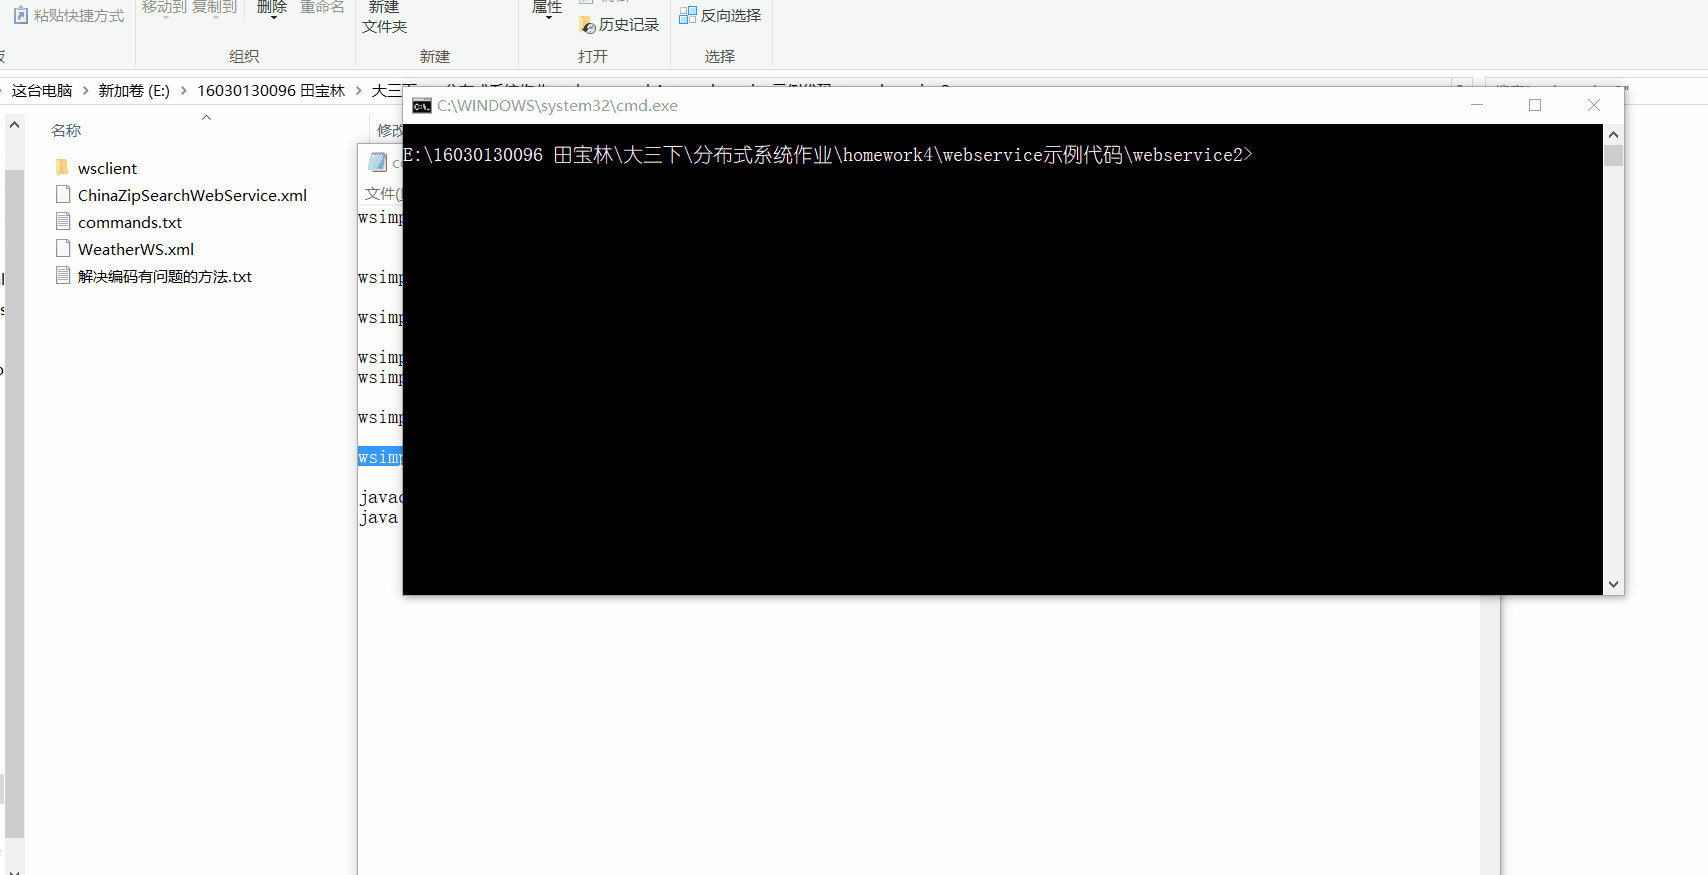 粘贴快捷方式
移动到 复制到 删除 重命名
新建
文件夹
属性
历史记录
反向选择
组织
新建
打开
选择
这台电脑 > 新加卷 (E:) > 16030130096 田宝林 >
C:\WINDOWS\system32\cmd.exe
名称
E:\16030130096 田宝林\大三下\分布式系统作业\homework4\webservice示例代码\webservice2>
wsclient
ChinaZipSearchWebService.xml
commands.txt
WeatherWS.xml
解决编码有问题的方法.txt
文件(
wsimp
wsimp
wsimp
wsimp
wsimp
wsimp
wsimp
javac
java